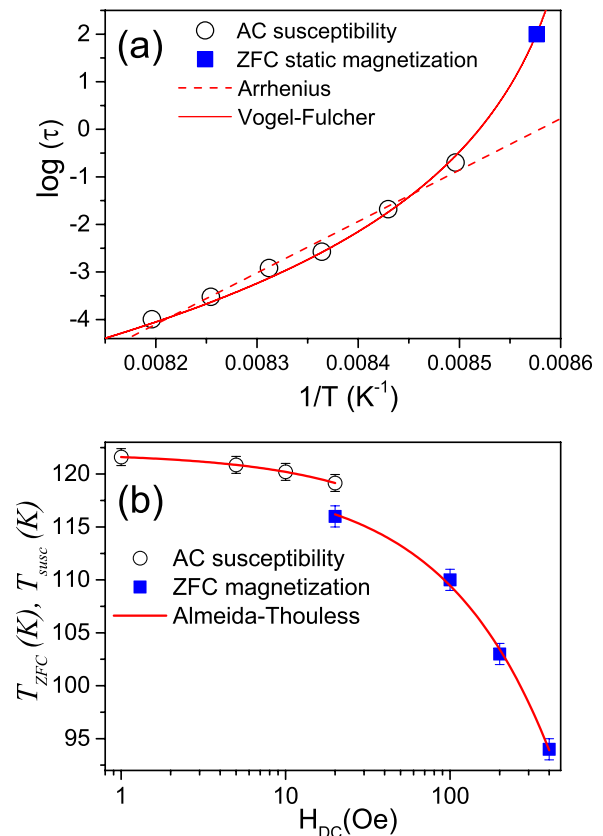 (a)
AC susceptibility
ZFC static magnetization
Arrhenius
Vogel-Fulcher
log (τ)
2
1
0
-1
-2
-3
-4
0.0082 0.0083 0.0084 0.0085 0.0086
1/T (K⁻¹)
(b)
AC susceptibility
ZFC magnetization
Almeida-Thouless
T_ZFC (K), T_susc (K)
120
115
110
105
100
95
1 10 100
H_DC(Oe)